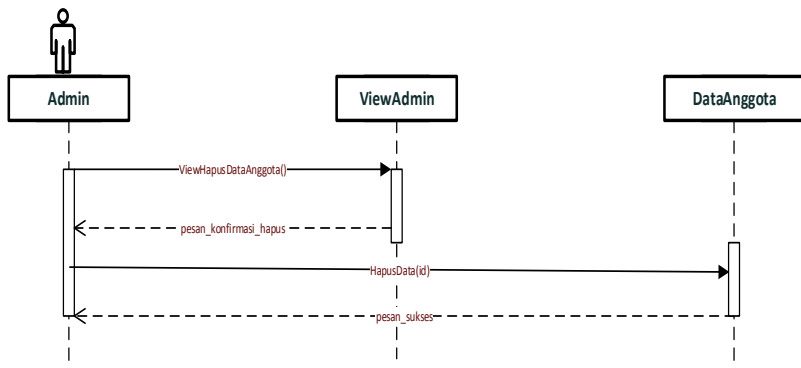 Admin
ViewAdmin
DataAnggota
ViewHapusDataAnggota()
pesan_konfirmasi_hapus
HapusData(id)
pesan_sukses